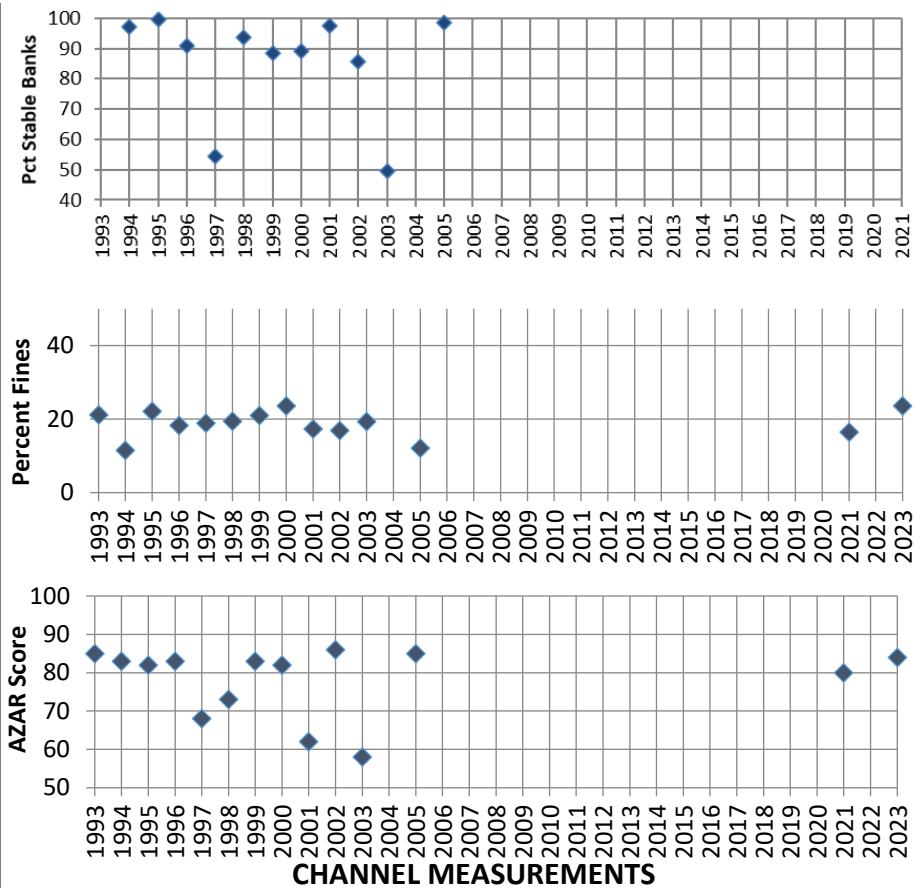 Pct Stable Banks
100
90
80
70
60
50
40
1993 1994 1995 1996 1997 1998 1999 2000 2001 2002 2003 2004 2005 2006 2007 2008 2009 2010 2011 2012 2013 2014 2015 2016 2017 2018 2019 2020 2021
Percent Fines
40
20
0
1993 1994 1995 1996 1997 1998 1999 2000 2001 2002 2003 2004 2005 2006 2007 2008 2009 2010 2011 2012 2013 2014 2015 2016 2017 2018 2019 2020 2021 2022 2023
AZAR Score
100
90
80
70
60
50
1993 1994 1995 1996 1997 1998 1999 2000 2001 2002 2003 2004 2005 2006 2007 2008 2009 2010 2011 2012 2013 2014 2015 2016 2017 2018 2019 2020 2021 2022 2023
CHANNEL MEASUREMENTS